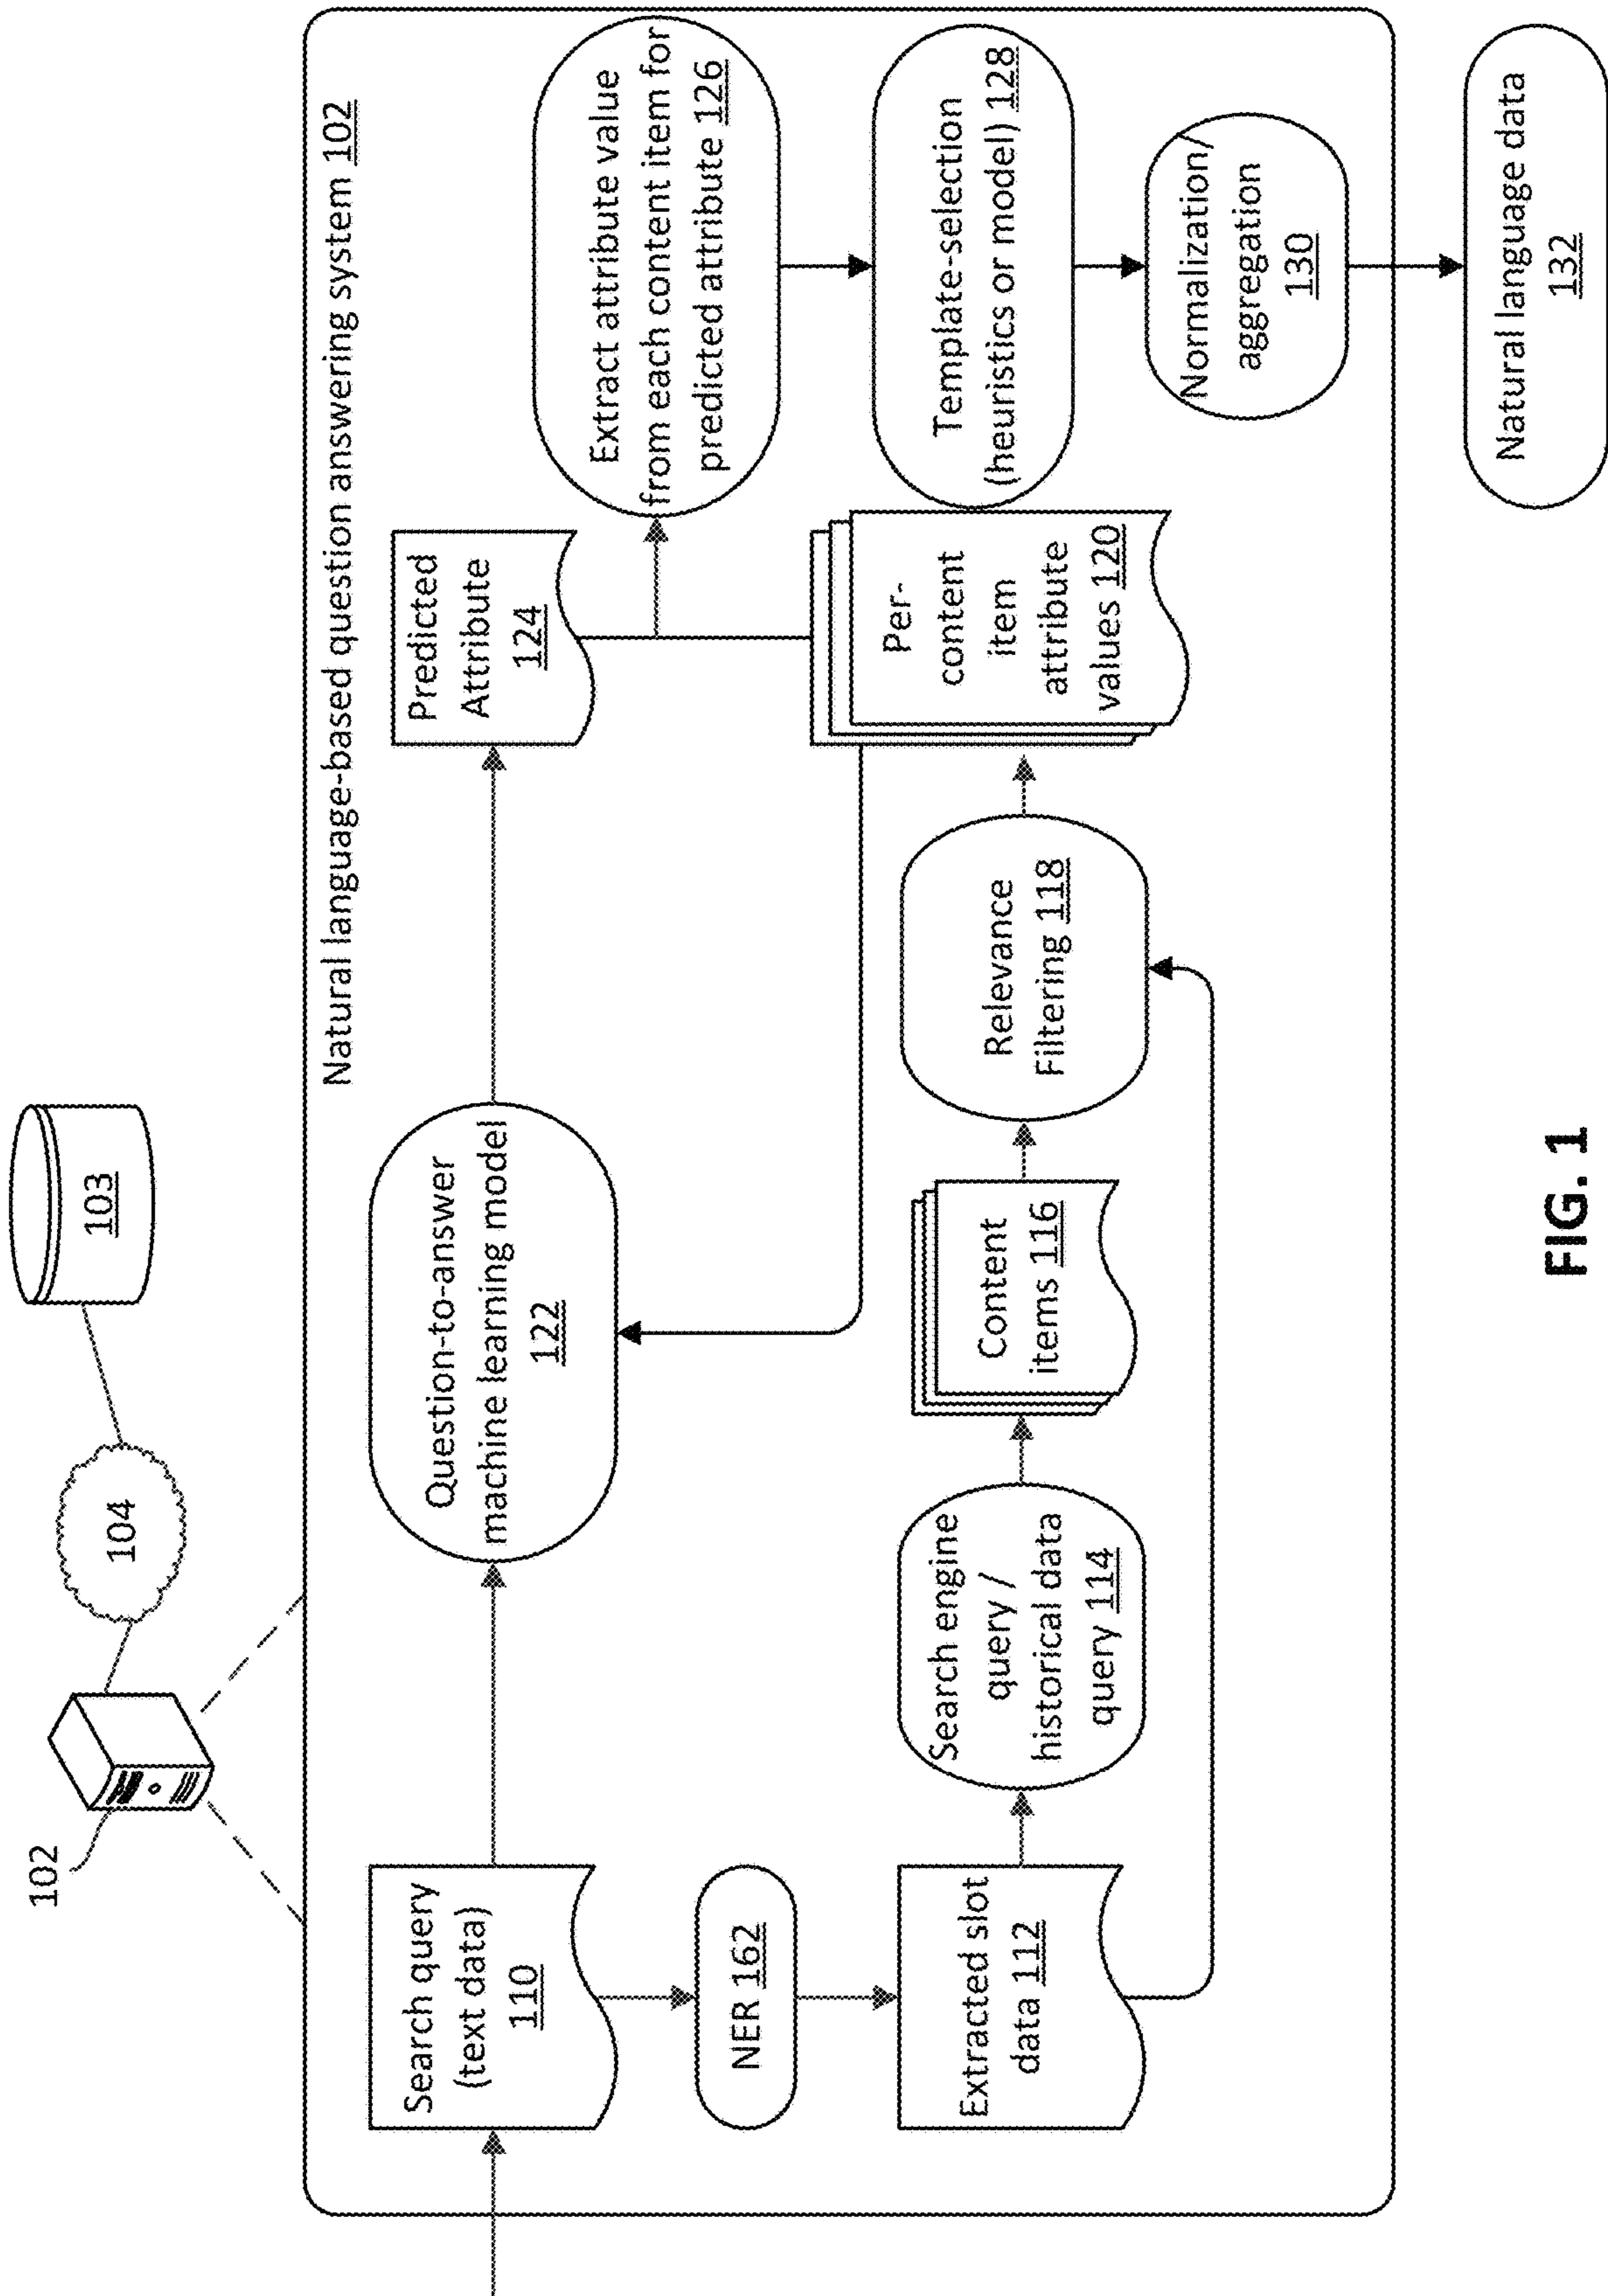 102
104
103
Natural language-based question answering system 102
Search query
(text data)
110
Question-to-answer
machine learning model
122
Predicted
Attribute
124
Extract attribute value
from each content item for
predicted attribute 126
NER 162
Extracted slot
data 112
Search engine
query /
historical data
query 114
Content
items 116
Relevance
Filtering 118
Per-
content
item
attribute
values 120
Template-selection
(heuristics or model) 128
Normalization/
aggregation
130
Natural language data
132
FIG. 1